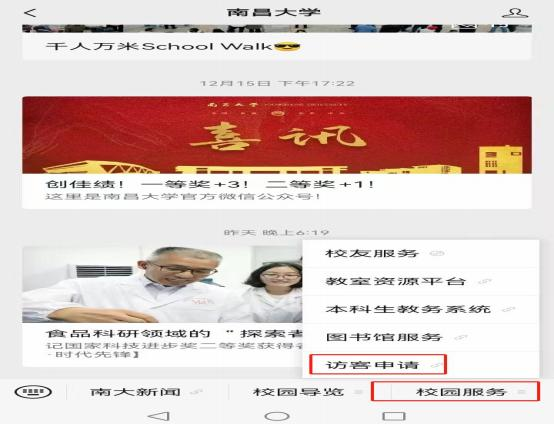 南昌大学
千人万米School Walk😎
12月15日 下午17:22
南昌大学
喜讯
创佳绩！一等奖+3！二等奖+1！
这里是南昌大学官方微信公众号！
昨天 晚上6:19
食品科研领域的“探索者
记国家科技进步奖二等奖获得者
·时代先锋】
校友服务
教室资源平台
本科生教务系统
图书馆服务
访客申请
南大新闻
校园导览
校园服务